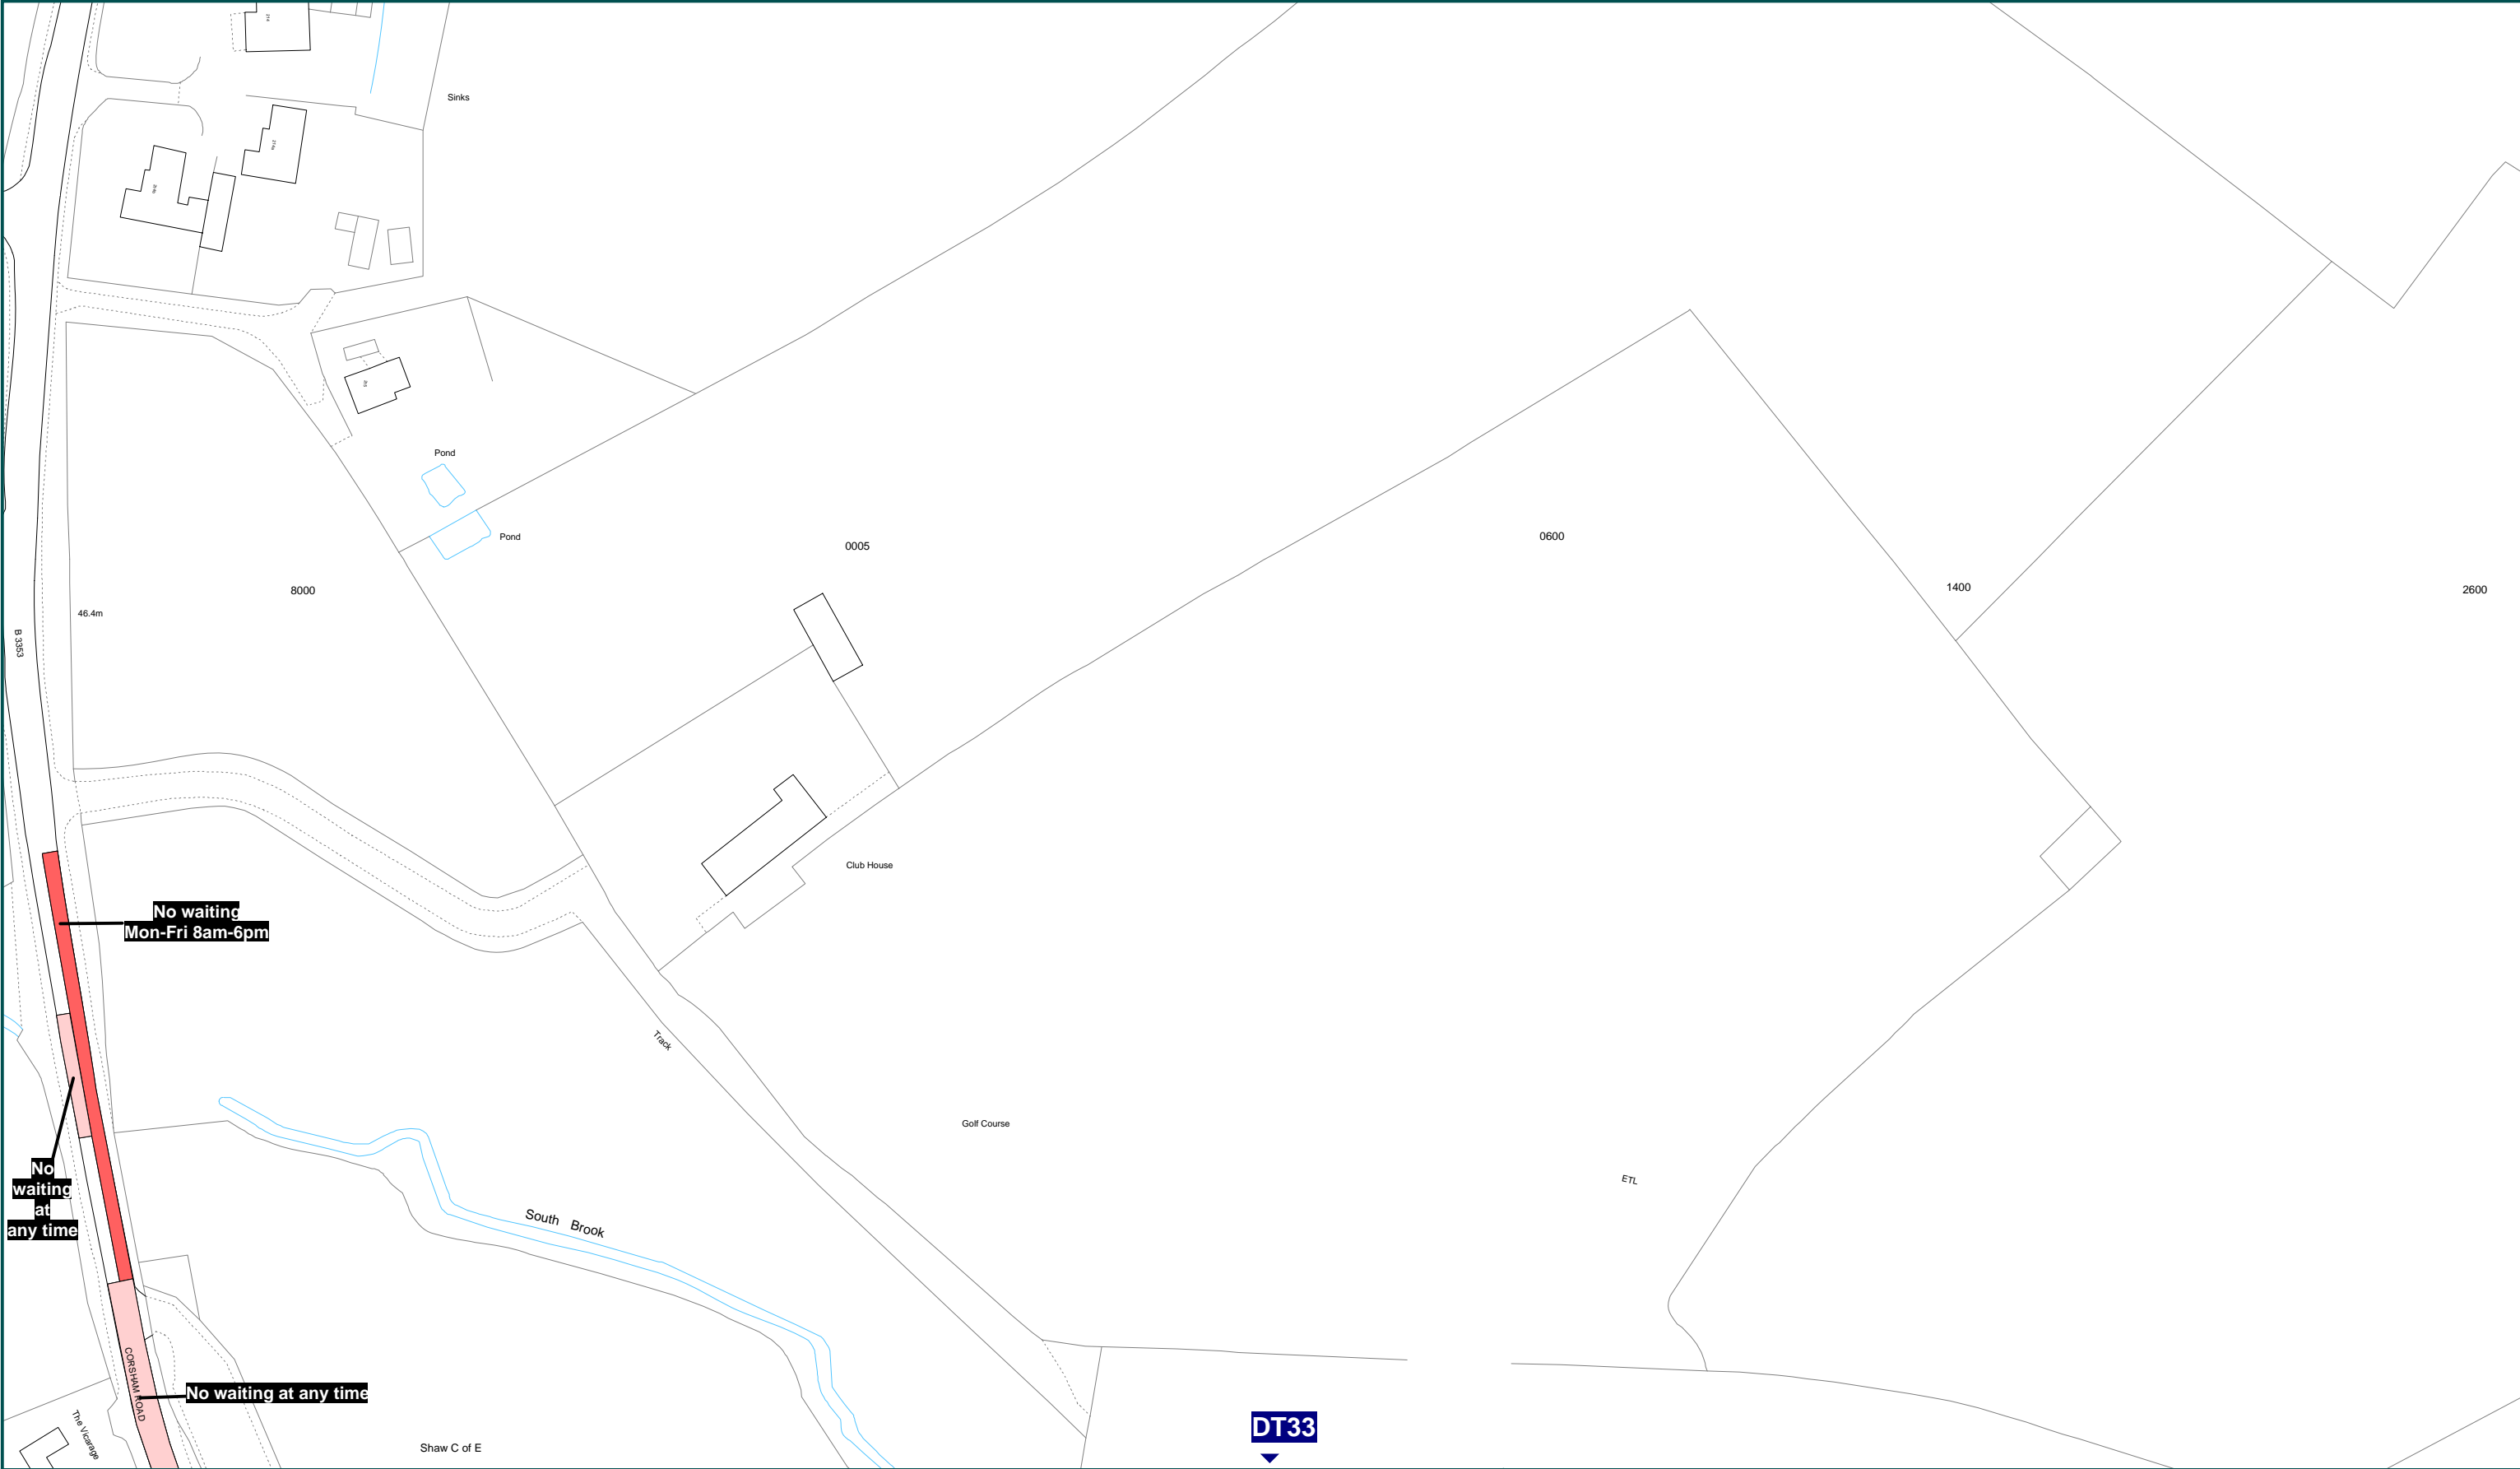 Sinks
Pond
Pond
0005
0600
1400
2600
8000
46.4m
B 3353
Club House
No waiting
Mon-Fri 8am-6pm
Track
Golf Course
No
waiting
at
any time
ETL
South Brook
CORSHAM ROAD
No waiting at any time
The Vicarage
DT33
Shaw C of E